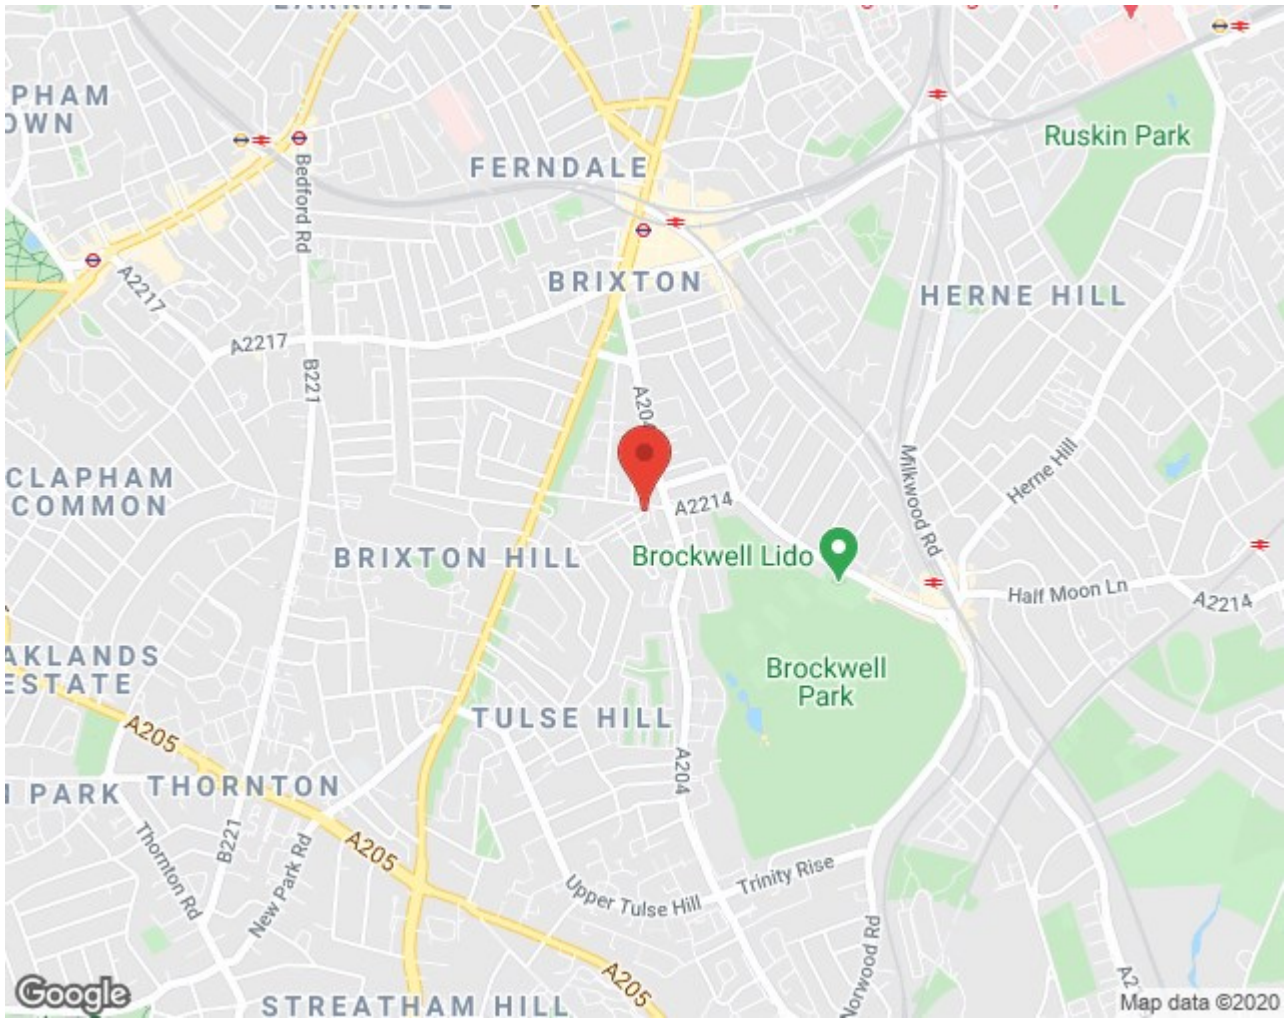 PHAM
OWN
Bedford Rd
FERNDALE
Ruskin Park
A2217
BRIXTON
HERNE HILL
A2217
B221
A204
CLAPHAM
COMMON
Milkwood Rd
Herne Hill
A2214
BRIXTON HILL
Brockwell Lido
Half Moon Ln
A2214
AKLANDS
ESTATE
Brockwell
Park
TULSE HILL
A205
A204
PARK
THORNTON
B221
Thornton Rd
New Park Rd
A205
Upper Tulse Hill
Trinity Rise
Norwood Rd
A205
A2
STREATHAM HILL
Google
Map data ©2020